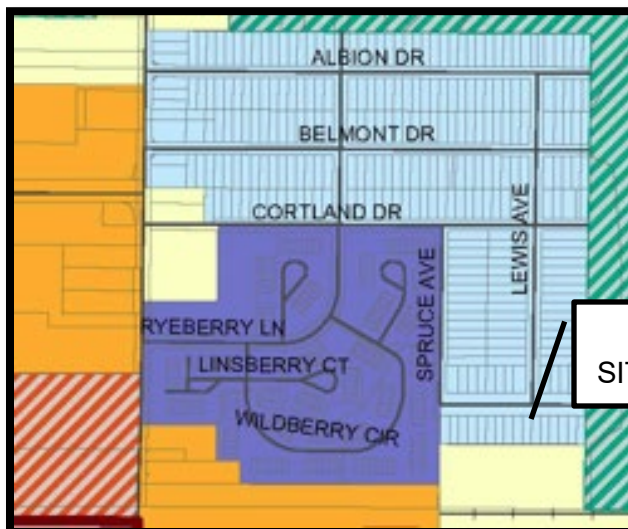 ALBION DR
BELMONT DR
CORTLAND DR
LEWIS AVE
SPRUCE AVE
RYEBERRY LN
LINSBERRY CT
WILDBERRY CIR